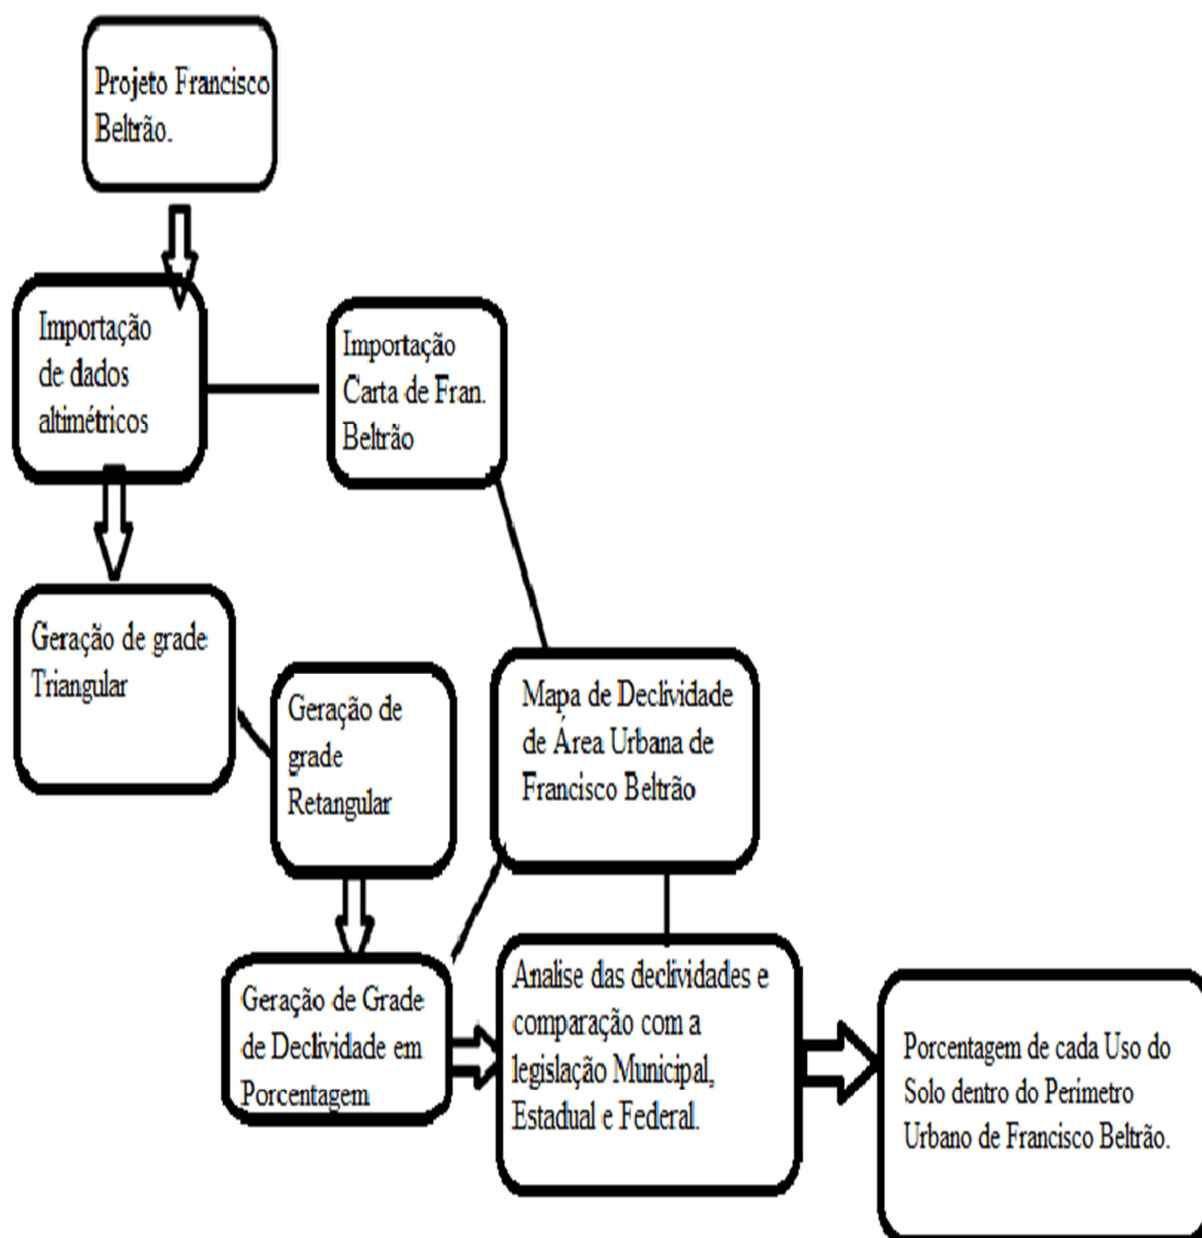 Projeto Francisco
Beltrão.
Importação
de dados
altimétricos
Importação
Carta de Fran.
Beltrão
Geração de grade
Triangular
Geração de
grade
Retangular
Mapa de Declividade
de Área Urbana de
Francisco Beltrão
Geração de Grade
de Declividade em
Porcentagem
Analise das declividades e
comparação com a
legislação Municipal,
Estadual e Federal.
Porcentagem de cada Uso do
Solo dentro do Perímetro
Urbano de Francisco Beltrão.